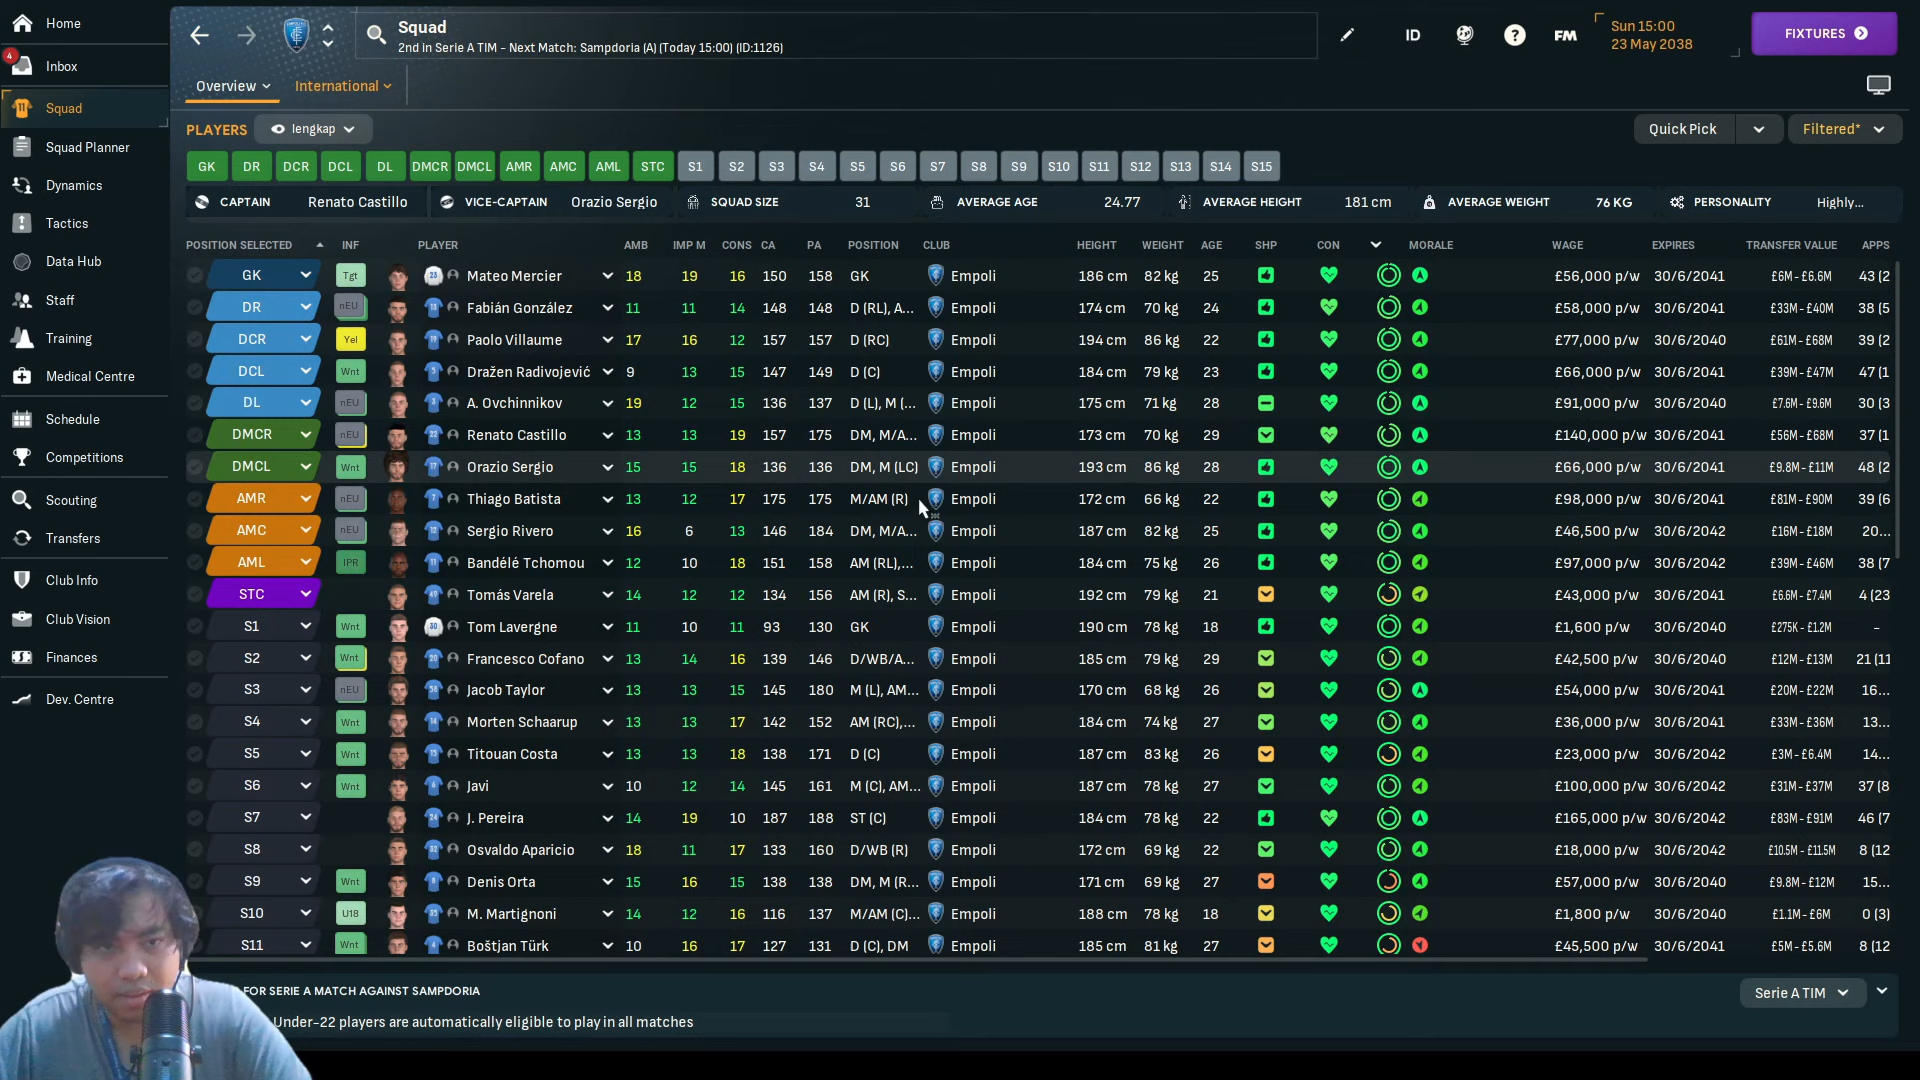 Home
4
Inbox
Squad
Squad Planner
Dynamics
Tactics
Data Hub
Staff
Training
Medical Centre
Schedule
Competitions
Scouting
Transfers
Club Info
Club Vision
Finances
Dev. Centre
Squad
2nd in Serie A TIM - Next Match: Sampdoria (A) (Today 15:00) (ID:1126)
ID
FM
Sun 15:00
23 May 2038
FIXTURES
Overview
International
PLAYERS
lengkap
Quick Pick
Filtered*
GK DR DCR DCL DL DMCR DMCL AMR AMC AML STC S1 S2 S3 S4 S5 S6 S7 S8 S9 S10 S11 S12 S13 S14 S15
CAPTAIN Renato Castillo VICE-CAPTAIN Orazio Sergio SQUAD SIZE 31 AVERAGE AGE 24.77 AVERAGE HEIGHT 181 cm AVERAGE WEIGHT 76 KG PERSONALITY Highly...
POSITION SELECTED INF PLAYER AMB IMP M CONS CA PA POSITION CLUB HEIGHT WEIGHT AGE SHP CON MORALE WAGE EXPIRES TRANSFER VALUE APPS
GK Tgt 23 Mateo Mercier 18 19 16 150 158 GK Empoli 186 cm 82 kg 25 £56,000 p/w 30/6/2041 £6M - £6.6M 43 (2
DR nEU Fabián González 11 11 14 148 148 D (RL), A... Empoli 174 cm 70 kg 24 £58,000 p/w 30/6/2041 £33M - £40M 38 (5
DCR Yel Paolo Villaume 17 16 12 157 157 D (RC) Empoli 194 cm 86 kg 22 £77,000 p/w 30/6/2040 £61M - £68M 39 (2
DCL Wnt Dražen Radivojević 9 13 15 147 149 D (C) Empoli 184 cm 79 kg 23 £66,000 p/w 30/6/2041 £39M - £47M 47 (1
DL nEU A. Ovchinnikov 19 12 15 136 137 D (L), M (... Empoli 175 cm 71 kg 28 £91,000 p/w 30/6/2040 £7.6M - £9.6M 30 (3
DMCR nEU 22 Renato Castillo 13 13 19 157 175 DM, M/A... Empoli 173 cm 70 kg 29 £140,000 p/w 30/6/2041 £56M - £68M 37 (1
DMCL Wnt 17 Orazio Sergio 15 15 18 136 136 DM, M (LC) Empoli 193 cm 86 kg 28 £66,000 p/w 30/6/2041 £9.8M - £11M 48 (2
AMR nEU 7 Thiago Batista 13 12 17 175 175 M/AM (R) Empoli 172 cm 66 kg 22 £98,000 p/w 30/6/2041 £81M - £90M 39 (6
AMC nEU Sergio Rivero 16 6 13 146 184 DM, M/A... Empoli 187 cm 82 kg 25 £46,500 p/w 30/6/2041 £16M - £18M 20...
AML IPR 11 Bandélé Tchomou 12 10 18 151 158 AM (RL),... Empoli 184 cm 75 kg 26 £97,000 p/w 30/6/2042 £39M - £46M 38 (7
STC Tomás Varela 14 12 12 134 156 AM (R), S... Empoli 192 cm 79 kg 21 £43,000 p/w 30/6/2041 £6.6M - £7.4M 4 (23
S1 Wnt 30 Tom Lavergne 11 10 11 93 130 GK Empoli 190 cm 78 kg 18 £1,600 p/w 30/6/2040 £275K - £1.2M -
S2 Wnt 20 Francesco Cofano 13 14 16 139 146 D/WB/A... Empoli 185 cm 79 kg 29 £42,500 p/w 30/6/2040 £12M - £13M 21 (11
S3 nEU Jacob Taylor 13 13 15 145 180 M (L), AM... Empoli 170 cm 68 kg 26 £54,000 p/w 30/6/2041 £20M - £22M 16...
S4 Wnt 14 Morten Schaarup 13 13 17 142 152 AM (RC),... Empoli 184 cm 74 kg 27 £36,000 p/w 30/6/2041 £33M - £36M 13...
S5 Wnt Titouan Costa 13 13 18 138 171 D (C) Empoli 187 cm 83 kg 26 £23,000 p/w 30/6/2042 £3M - £6.4M 14...
S6 Wnt Javi 10 12 14 145 161 M (C), AM... Empoli 187 cm 78 kg 27 £100,000 p/w 30/6/2042 £31M - £37M 37 (8
S7 24 J. Pereira 14 19 10 187 188 ST (C) Empoli 184 cm 78 kg 22 £165,000 p/w 30/6/2042 £83M - £91M 46 (7
S8 Osvaldo Aparicio 18 11 17 133 160 D/WB (R) Empoli 172 cm 69 kg 22 £18,000 p/w 30/6/2042 £10.5M - £11.5M 8 (12
S9 Wnt Denis Orta 15 16 15 138 138 DM, M (R... Empoli 171 cm 69 kg 27 £57,000 p/w 30/6/2040 £9.8M - £12M 15...
S10 U18 M. Martignoni 14 12 16 116 137 M/AM (C)... Empoli 188 cm 78 kg 18 £1,800 p/w 30/6/2040 £1.1M - £6M 0 (3)
S11 Wnt Boštjan Türk 10 16 17 127 131 D (C), DM Empoli 185 cm 81 kg 27 £45,500 p/w 30/6/2041 £5M - £5.6M 8 (12
FOR SERIE A MATCH AGAINST SAMPDORIA
Serie A TIM
Under-22 players are automatically eligible to play in all matches